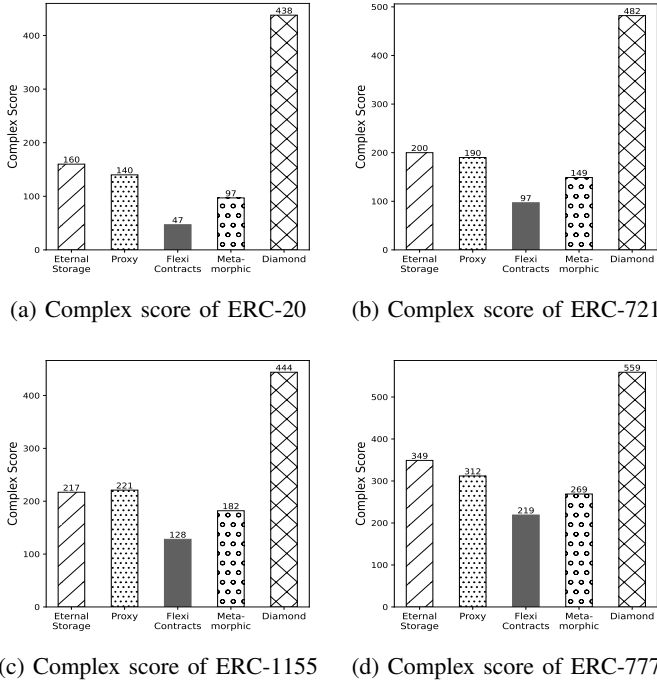 438
400
300
200
160
140
100
97
47
0
Complex Score
Eternal Storage
Proxy
Flexi Contracts
Meta- morphic
Diamond
(a) Complex score of ERC-20
500
482
400
300
200
200
190
149
100
97
0
Complex Score
Eternal Storage
Proxy
Flexi Contracts
Meta- morphic
Diamond
(b) Complex score of ERC-721
444
400
300
217
221
200
182
128
100
0
Complex Score
Eternal Storage
Proxy
Flexi Contracts
Meta- morphic
Diamond
(c) Complex score of ERC-1155
559
500
400
349
312
300
269
219
200
100
0
Complex Score
Eternal Storage
Proxy
Flexi Contracts
Meta- morphic
Diamond
(d) Complex score of ERC-777